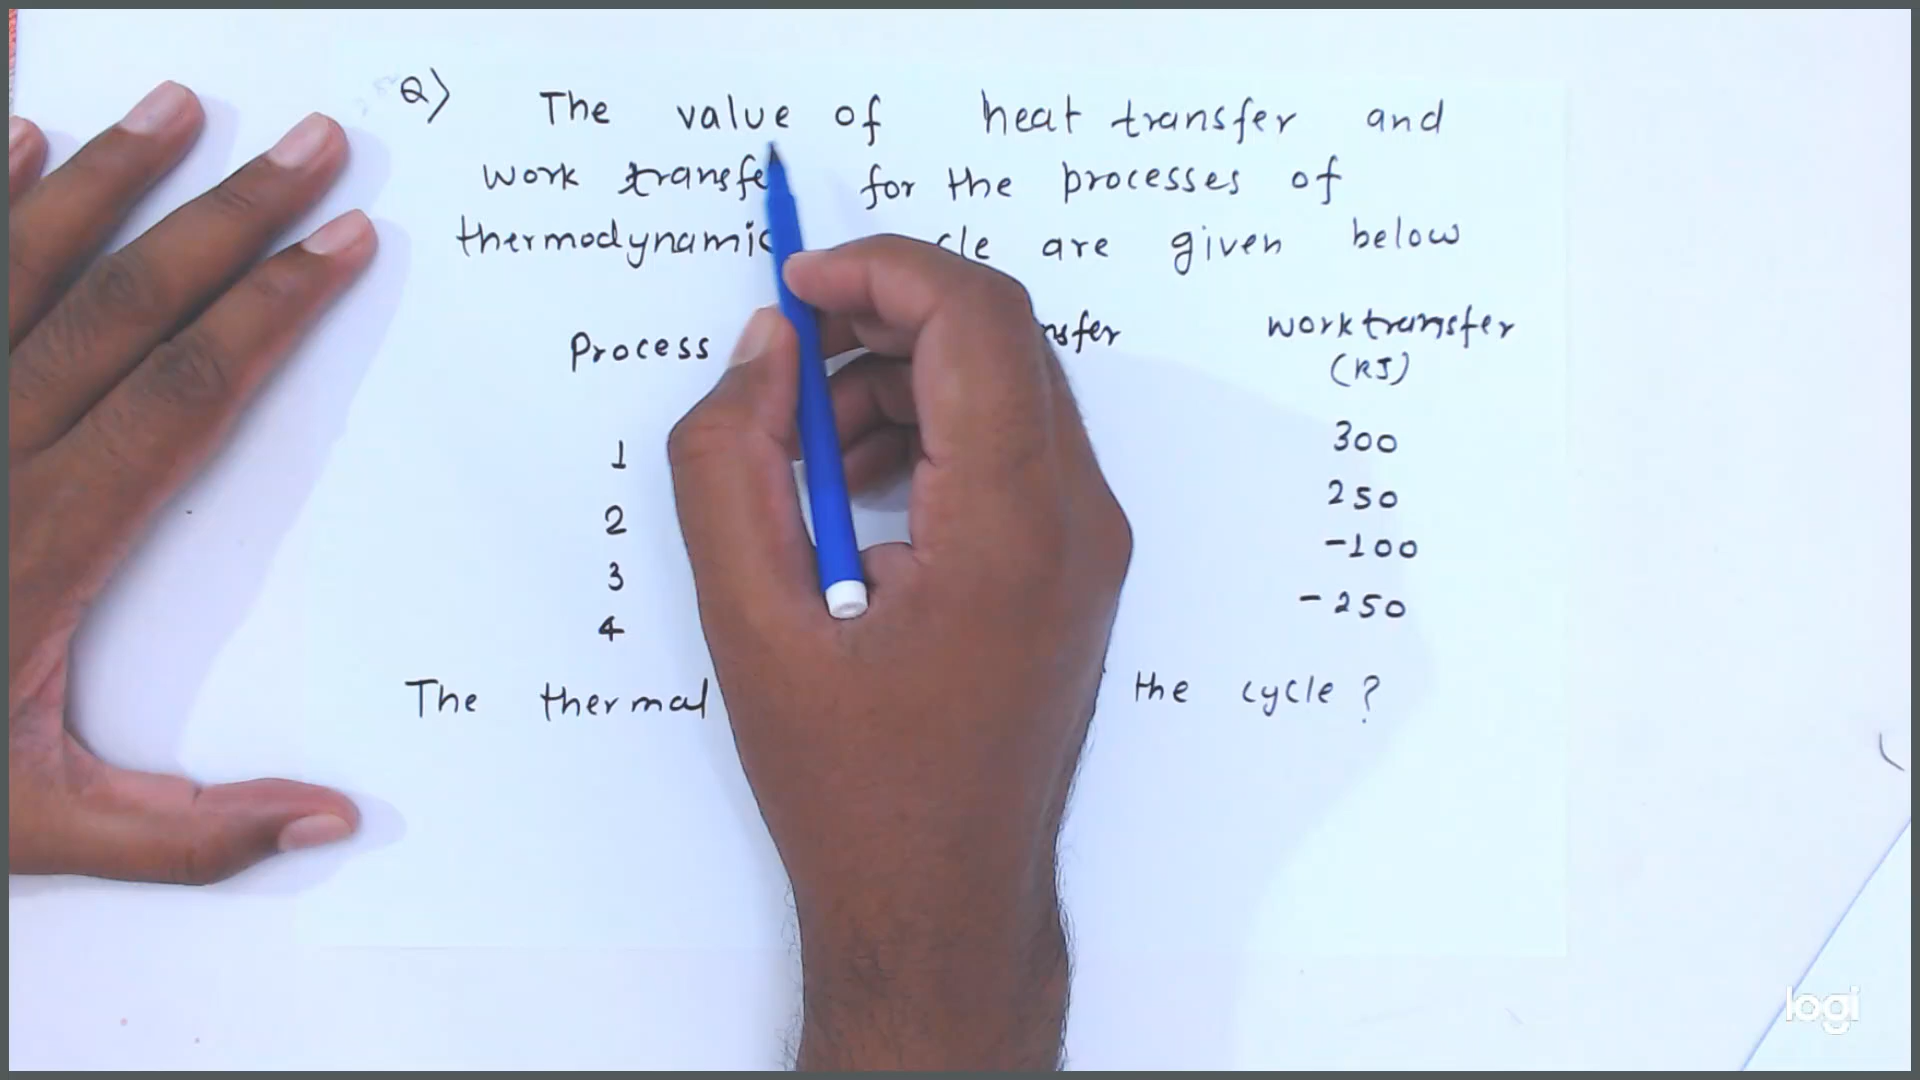 Q) The value of heat transfer and
work transfe for the processes of
thermodynamic cle are given below
Process nsfer work transfer
(KJ)
1 300
2 250
3 -100
4 -250
The thermal the cycle ?
logi